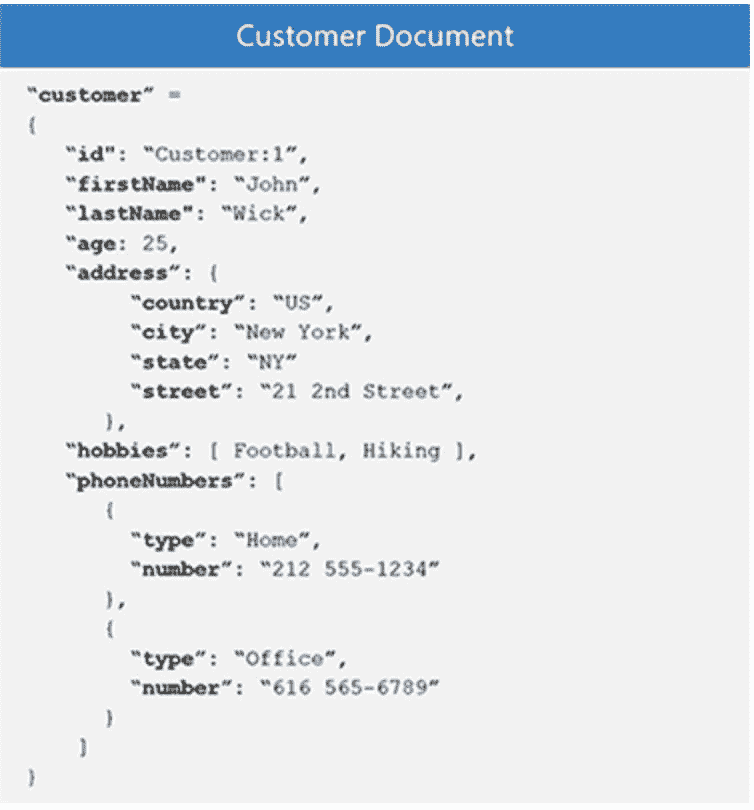 Customer Document
“customer” =
{
“id": “Customer:1”,
“firstName": “John”,
“lastName": “Wick”,
“age: 25,
“address”: {
“country”: “US”,
“city”: “New York”,
“state”: “NY”
“street”: “21 2nd Street”,
},
“hobbies”: [ Football, Hiking ],
“phoneNumbers”: [
{
“type”: “Home”,
“number”: “212 555-1234”
},
{
“type”: “Office”,
“number”: “616 565-6789”
}
]
}